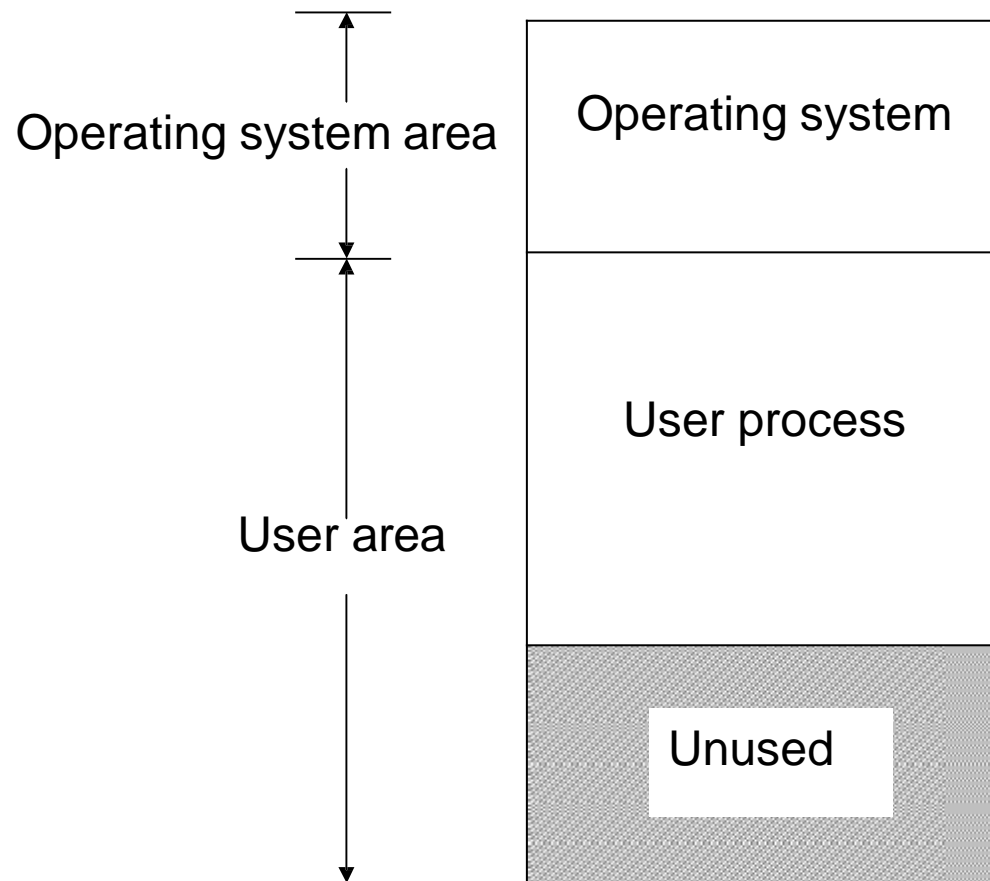 Operating system area
Operating system
User process
User area
Unused